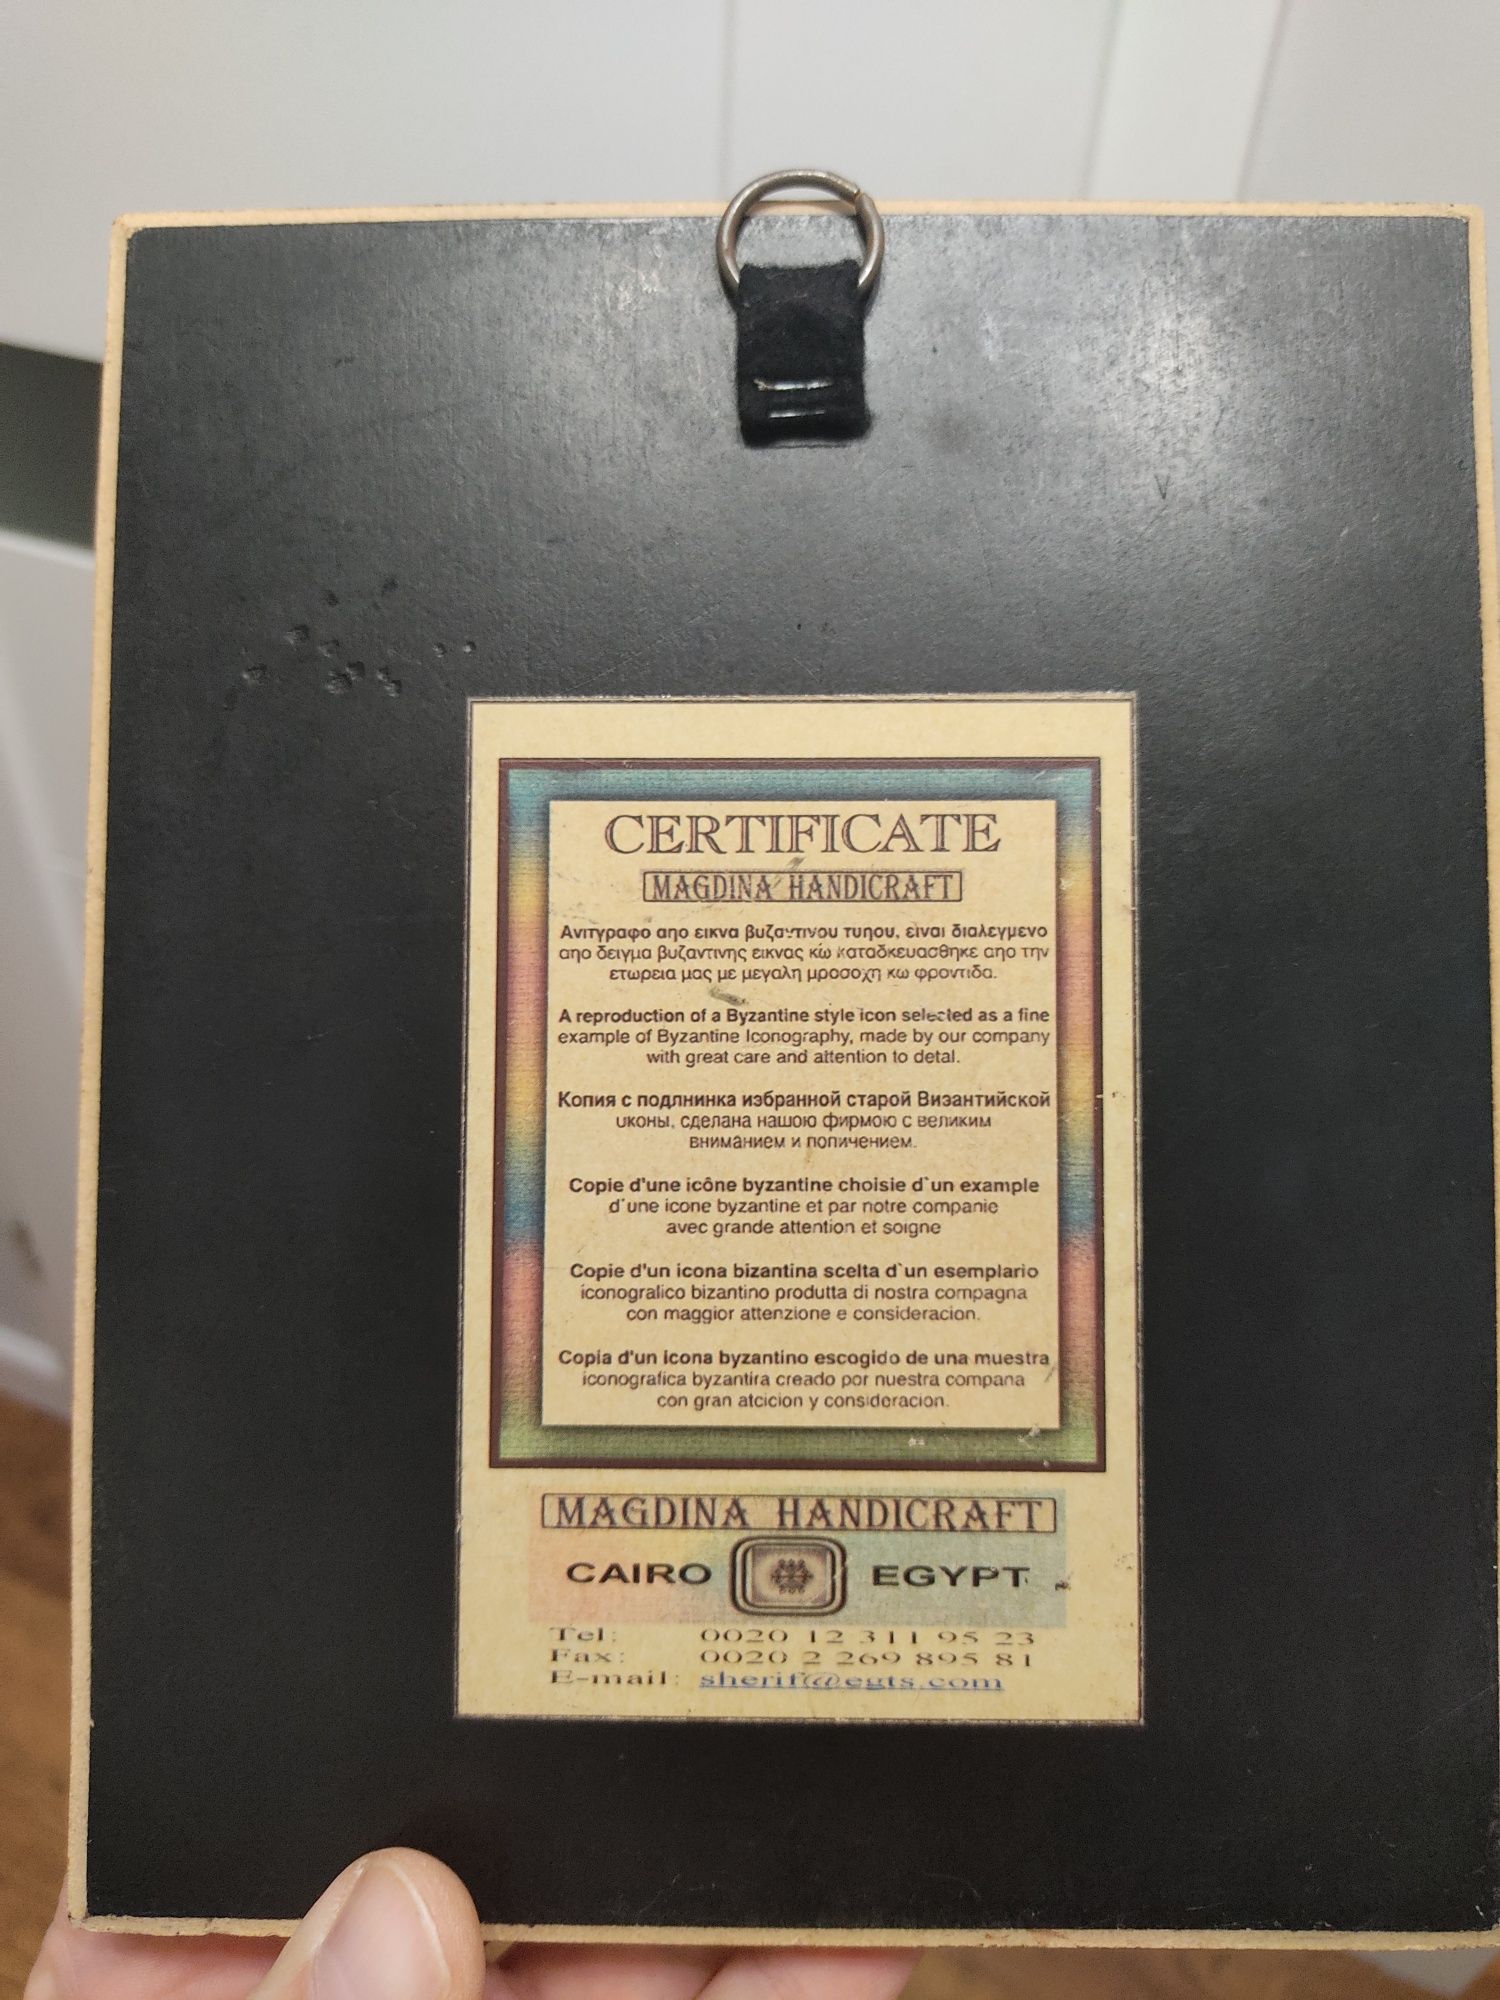 CERTIFICATE
MAGDINA HANDICRAFT
Ανιτγραφο αηο εικνα βυζαντινου τυηου, ειναι διαλεγμενο
αηο δειγμα βυζαντινης εικνας κώ καταδκευασθηκε αηο την
ετωρεια μας με μεγαλη μροσοχη κω φροντιδα.
A reproduction of a Byzantine style icon selected as a fine
example of Byzantine Iconography, made by our company
with great care and attention to detal.
Копия с подлнинка избранной старой Византийской
иконы, сделана нашою фирмою с великим
вниманием и попичением.
Copie d'une icône byzantine choisie d`un example
d`une icone byzantine et par notre companie
avec grande attention et soigne
Copie d'un icona bizantina scelta d`un esemplario
iconogralico bizantino produtta di nostra compagna
con maggior attenzione e consideracion.
Copia d'un icona byzantino escogido de una muestra
iconografica byzantira creado por nuestra compana
con gran atcicion y consideracion.
MAGDINA HANDICRAFT
CAIRO EGYPT
Tel: 0020 12 311 95 23
Fax: 0020 2 269 895 81
E-mail: sherif@egts.com